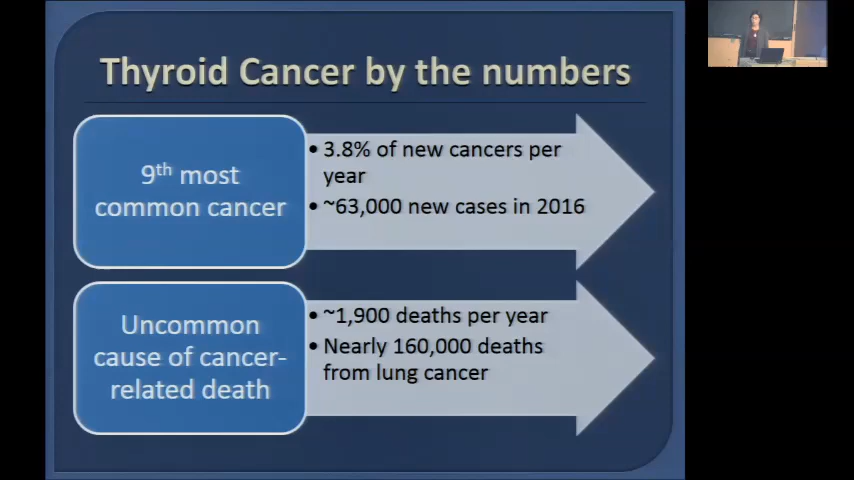 Thyroid Cancer by the numbers
9th most
common cancer
• 3.8% of new cancers per
year
• ~63,000 new cases in 2016
Uncommon
cause of cancer-
related death
• ~1,900 deaths per year
• Nearly 160,000 deaths
from lung cancer